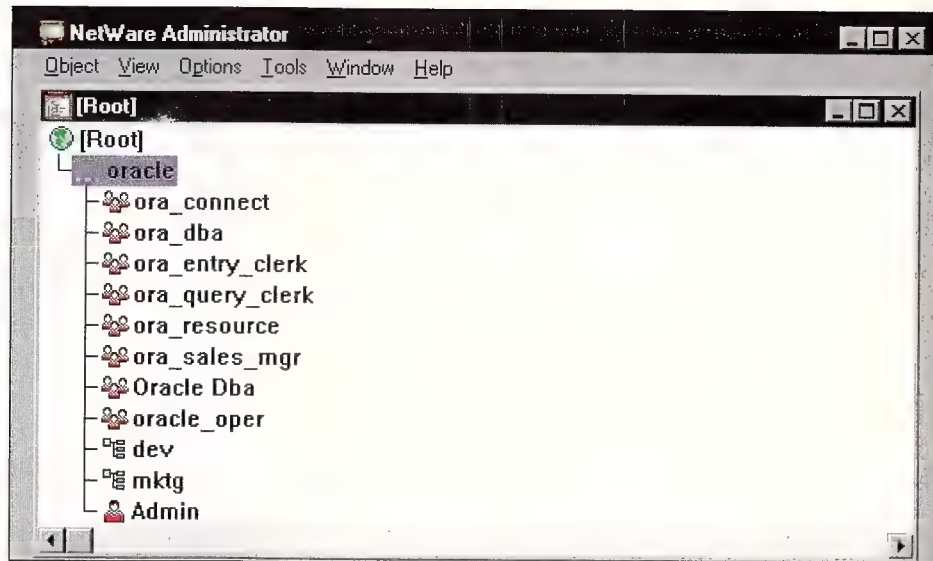 NetWare Administrator
Object View Options Tools Window Help
[Root]
[Root]
oracle
ora_connect
ora_dba
ora_entry_clerk
ora_query_clerk
ora_resource
ora_sales_mgr
Oracle Dba
oracle_oper
dev
mktg
Admin